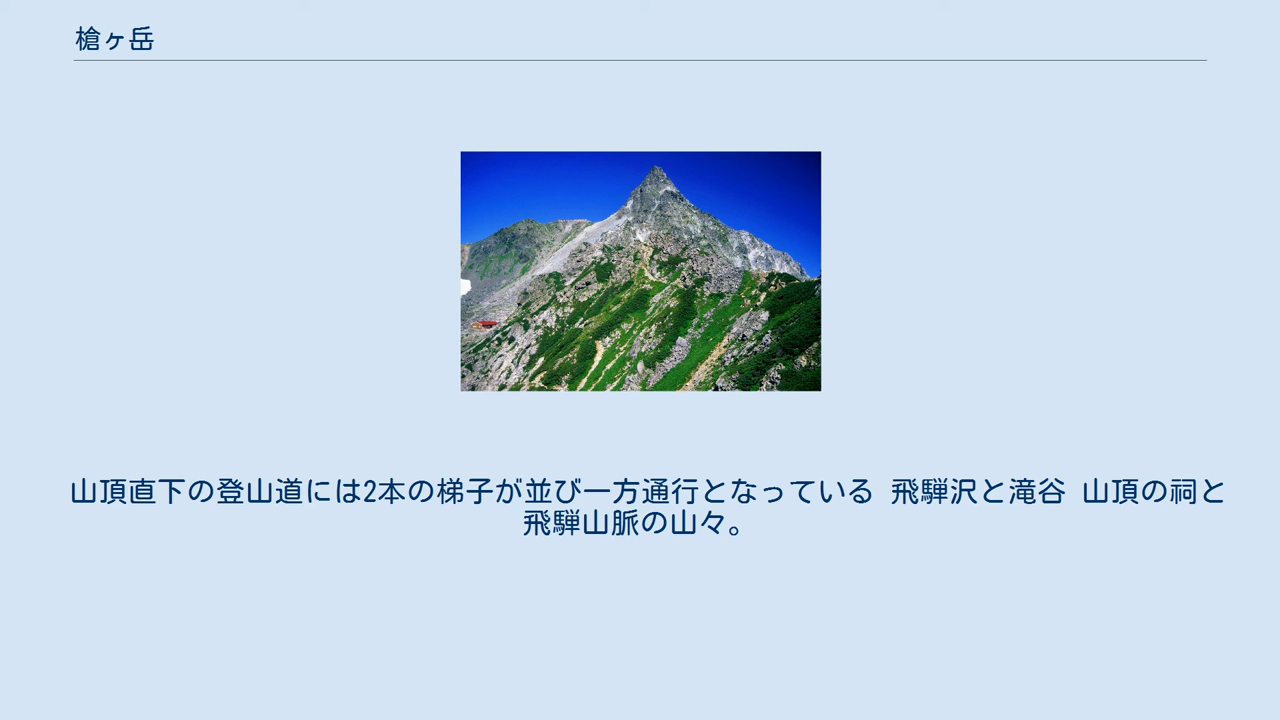 槍ヶ岳
山頂直下の登山道には2本の梯子が並び一方通行となっている 飛騨沢と滝谷 山頂の祠と
飛騨山脈の山々。